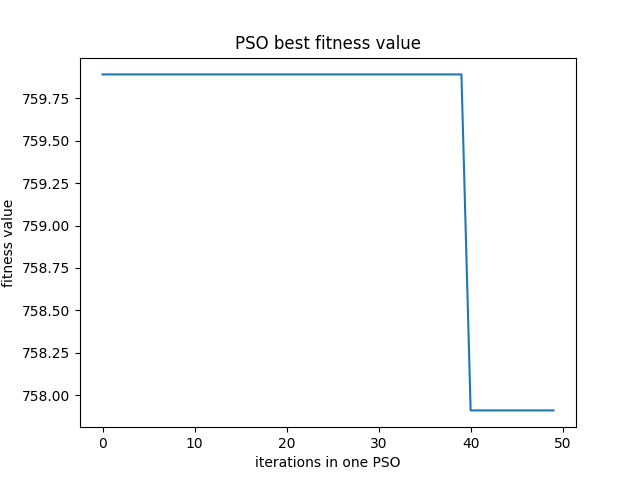 PSO best fitness value
fitness value
759.75
759.50
759.25
759.00
758.75
758.50
758.25
758.00
0 10 20 30 40 50
iterations in one PSO